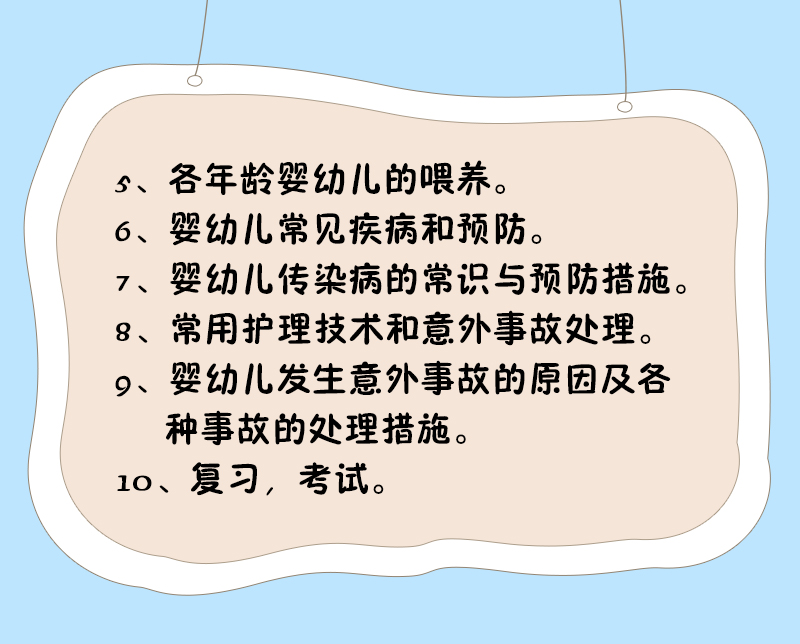 5、各年龄婴幼儿的喂养。
6、婴幼儿常见疾病和预防。
7、婴幼儿传染病的常识与预防措施。
8、常用护理技术和意外事故处理。
9、婴幼儿发生意外事故的原因及各
种事故的处理措施。
10、复习，考试。